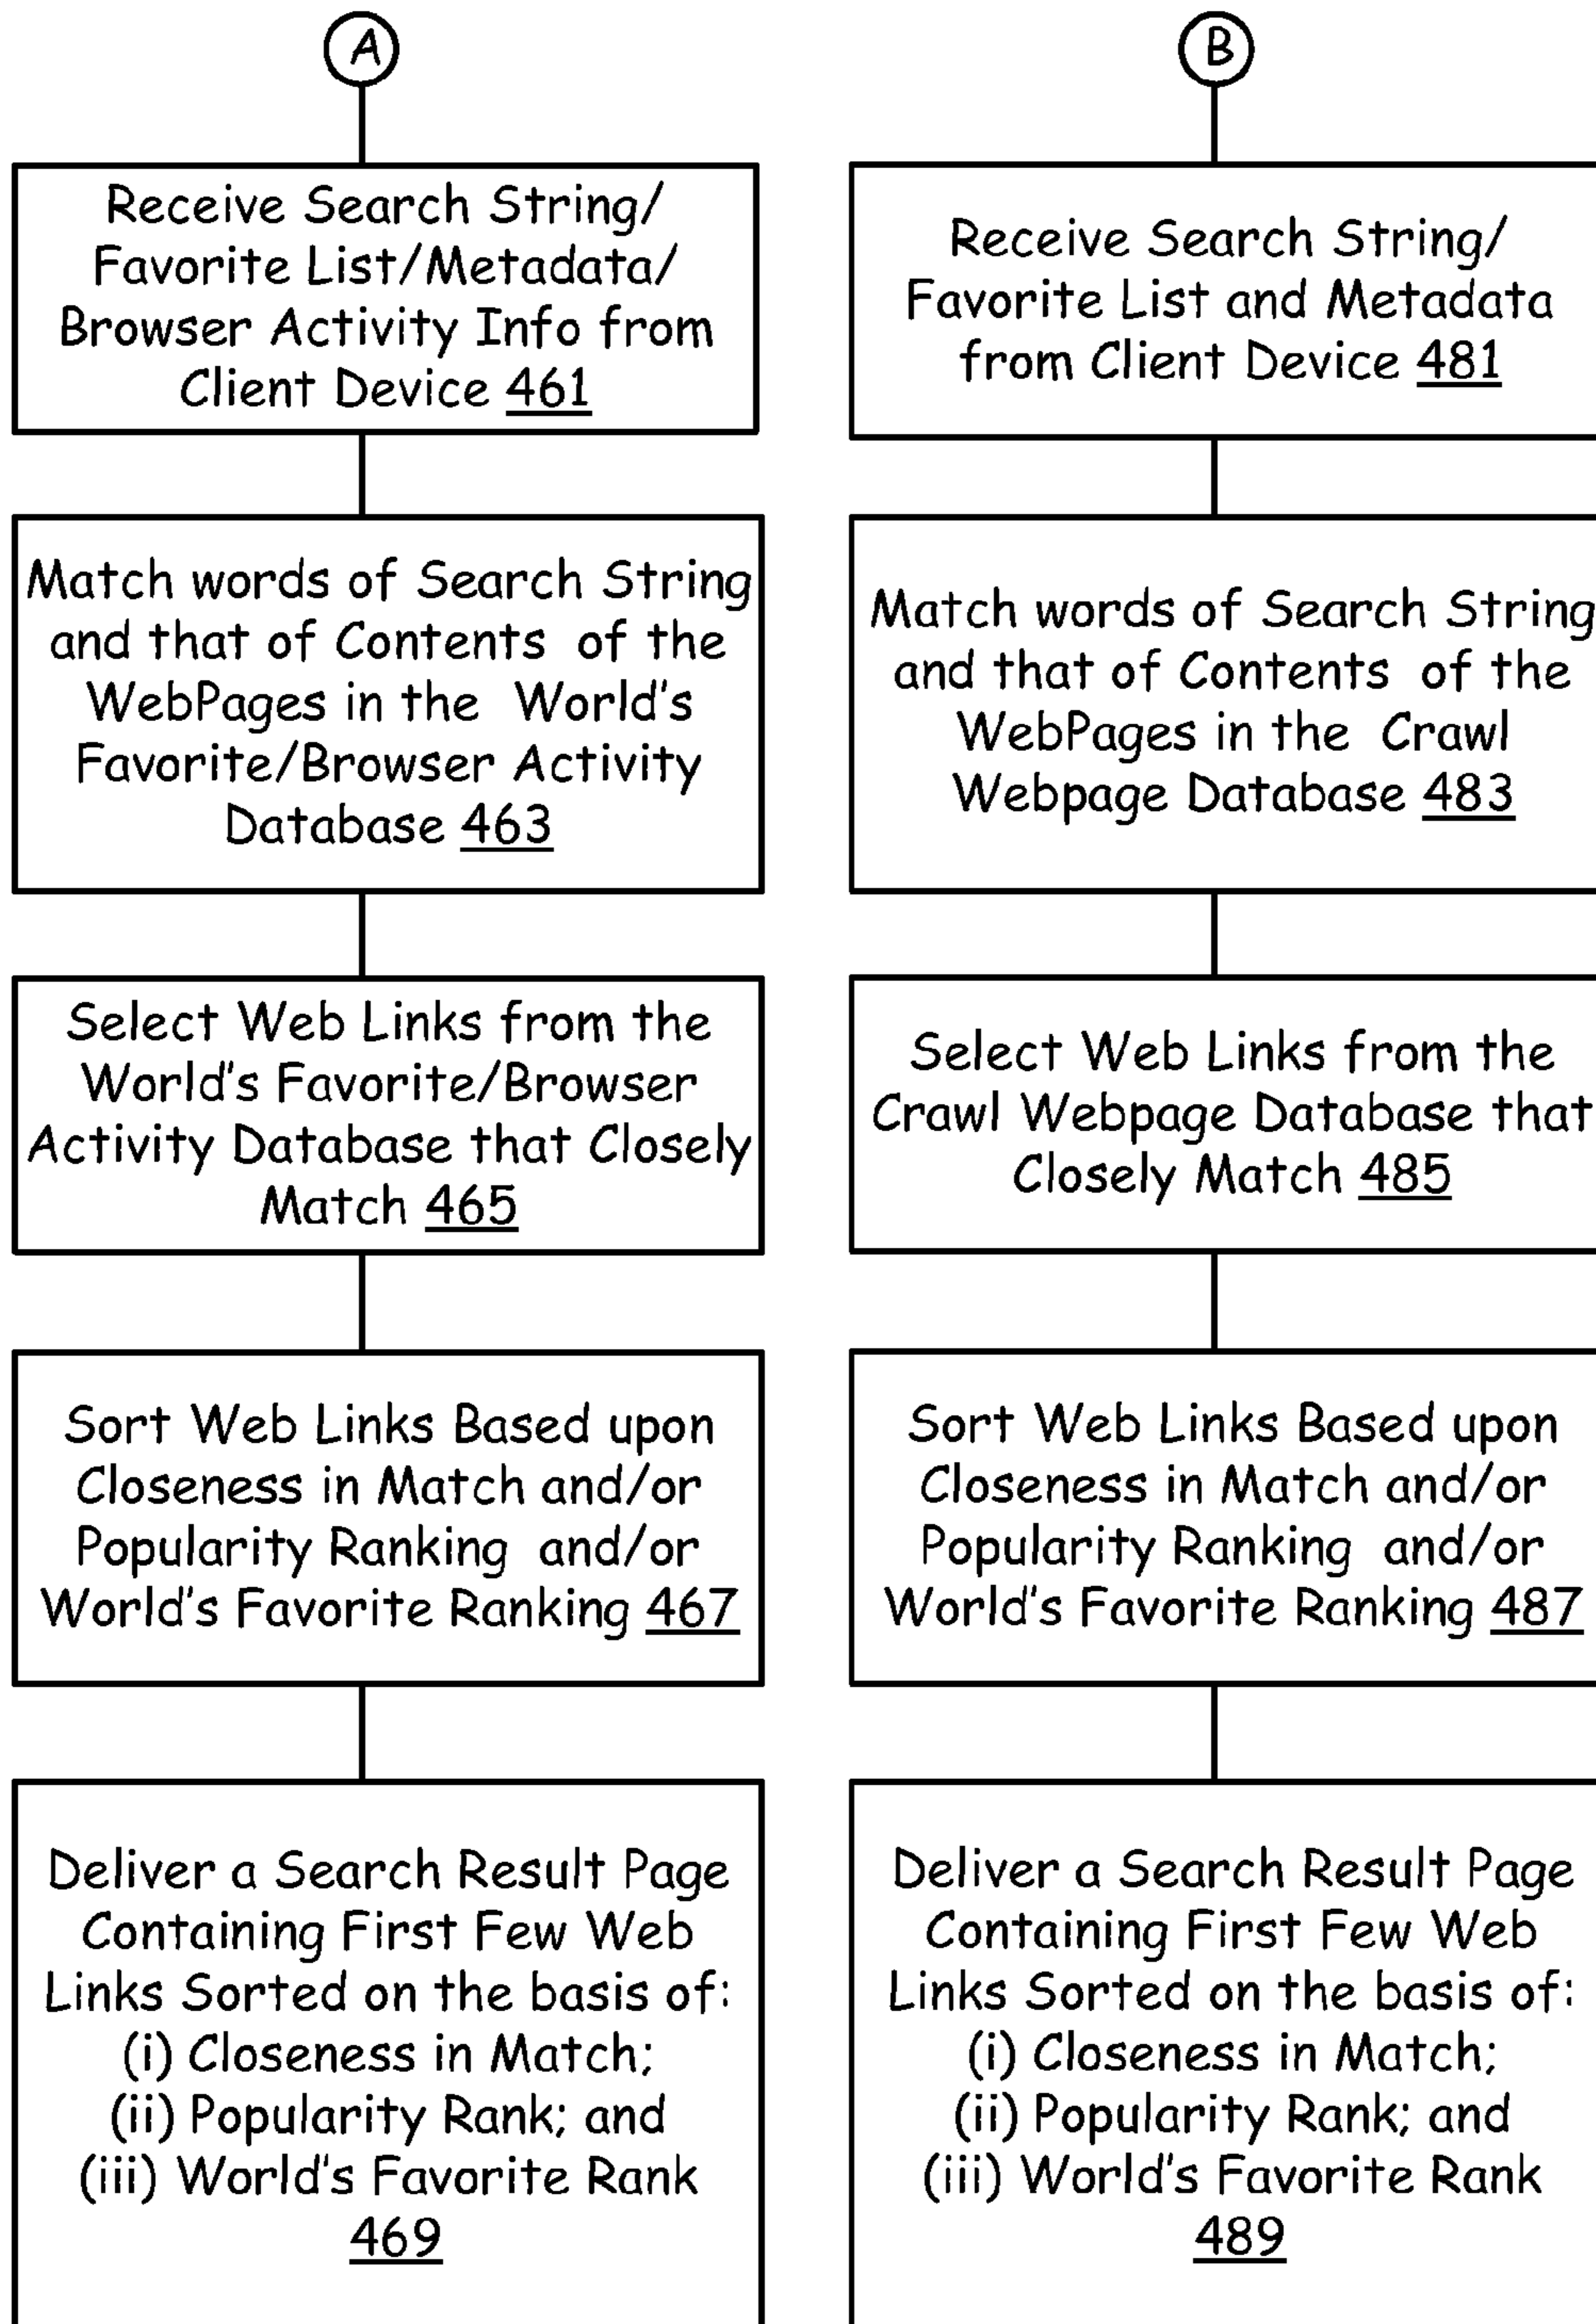 A
Receive Search String/
Favorite List/Metadata/
Browser Activity Info from
Client Device 461
Match words of Search String
and that of Contents of the
WebPages in the World's
Favorite/Browser Activity
Database 463
Select Web Links from the
World's Favorite/Browser
Activity Database that Closely
Match 465
Sort Web Links Based upon
Closeness in Match and/or
Popularity Ranking and/or
World's Favorite Ranking 467
Deliver a Search Result Page
Containing First Few Web
Links Sorted on the basis of:
(i) Closeness in Match;
(ii) Popularity Rank; and
(iii) World's Favorite Rank
469
B
Receive Search String/
Favorite List and Metadata
from Client Device 481
Match words of Search String
and that of Contents of the
WebPages in the Crawl
Webpage Database 483
Select Web Links from the
Crawl Webpage Database that
Closely Match 485
Sort Web Links Based upon
Closeness in Match and/or
Popularity Ranking and/or
World's Favorite Ranking 487
Deliver a Search Result Page
Containing First Few Web
Links Sorted on the basis of:
(i) Closeness in Match;
(ii) Popularity Rank; and
(iii) World's Favorite Rank
489